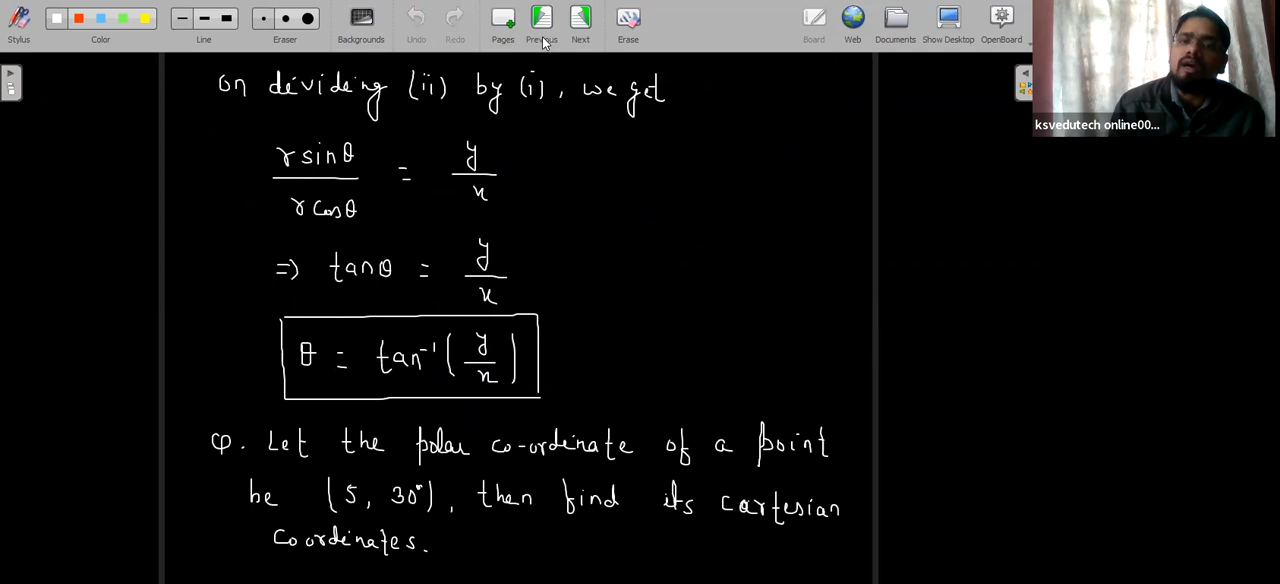 Stylus
Color
Line
Eraser
Backgrounds
Undo
Redo
Pages
Previous
Next
Erase
Board
Web
Documents
Show Desktop
OpenBoard
ksvedutech online00...
on dividing (ii) by (i), we get
r sinθ / r cosθ = y / x
=> tanθ = y / x
θ = tan⁻¹ (y / x)
Q. Let the polar co-ordinate of a point
be (5, 30°), then find its cartesian
coordinates.